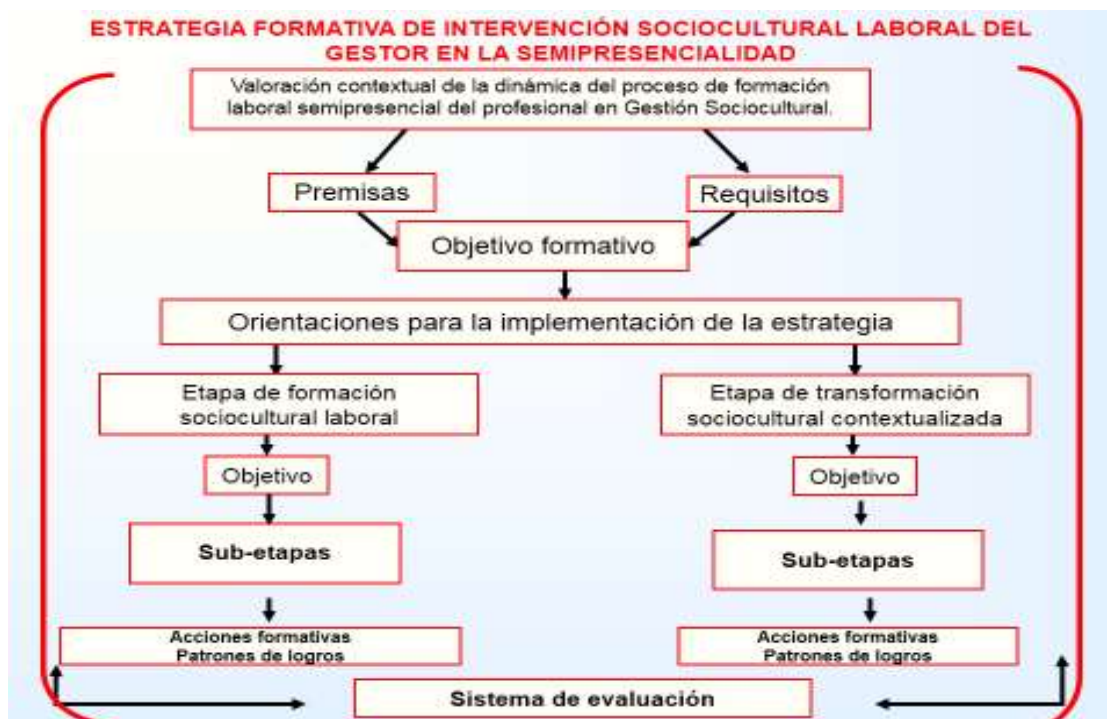 ESTRATEGIA FORMATIVA DE INTERVENCIÓN SOCIOCULTURAL LABORAL DEL
GESTOR EN LA SEMIPRESENCIALIDAD
Valoración contextual de la dinámica del proceso de formación
laboral semipresencial del profesional en Gestión Sociocultural.
Premisas
Requisitos
Objetivo formativo
Orientaciones para la implementación de la estrategia
Etapa de formación
sociocultural laboral
Etapa de transformación
sociocultural contextualizada
Objetivo
Objetivo
Sub-etapas
Sub-etapas
Acciones formativas
Patrones de logros
Acciones formativas
Patrones de logros
Sistema de evaluación